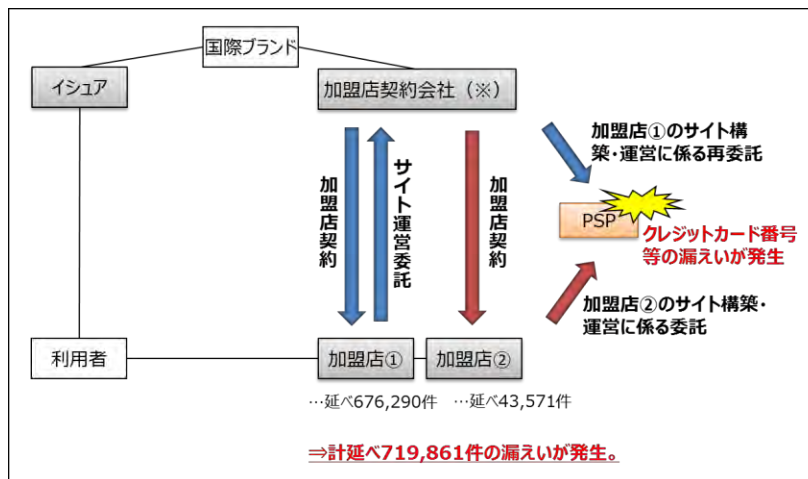 国際ブランド
イシュア
加盟店契約会社（※）
加盟店契約
サイト運営委託
加盟店契約
加盟店①のサイト構
築・運営に係る再委託
PSP
クレジットカード番号
等の漏えいが発生
加盟店②のサイト構築・
運営に係る委託
利用者
加盟店①
加盟店②
…延べ676,290件
…延べ43,571件
⇒計延べ719,861件の漏えいが発生。